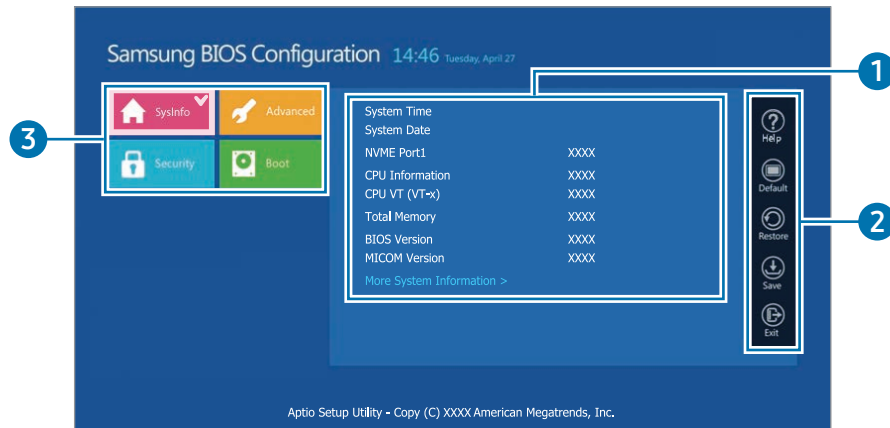 Samsung BIOS Configuration 14:46 Tuesday, April 27
1
SysInfo Advanced
3
Security Boot
System Time
System Date
NVME Port1 XXXX
CPU Information XXXX
CPU VT (VT-x) XXXX
Total Memory XXXX
BIOS Version XXXX
MICOM Version XXXX
More System Information >
Help
Default
2
Restore
Save
Exit
Aptio Setup Utility - Copy (C) XXXX American Megatrends, Inc.